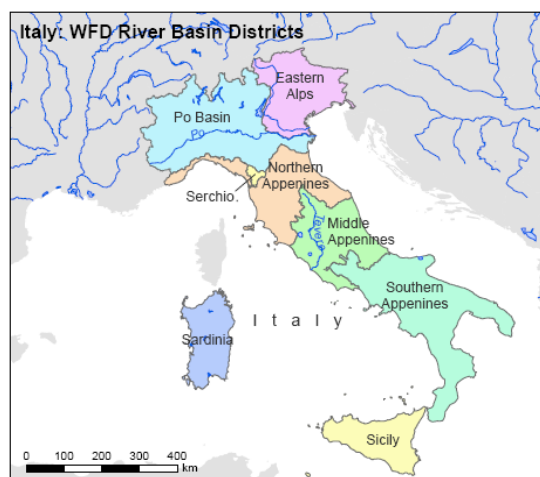 Italy: WFD River Basin Districts
Eastern
Alps
Po Basin
Po
Northern
Appenines
Serchio
Middle
Appenines
Tevere
Southern
Appenines
Italy
Sardinia
Sicily
0 100 200 300 400
km